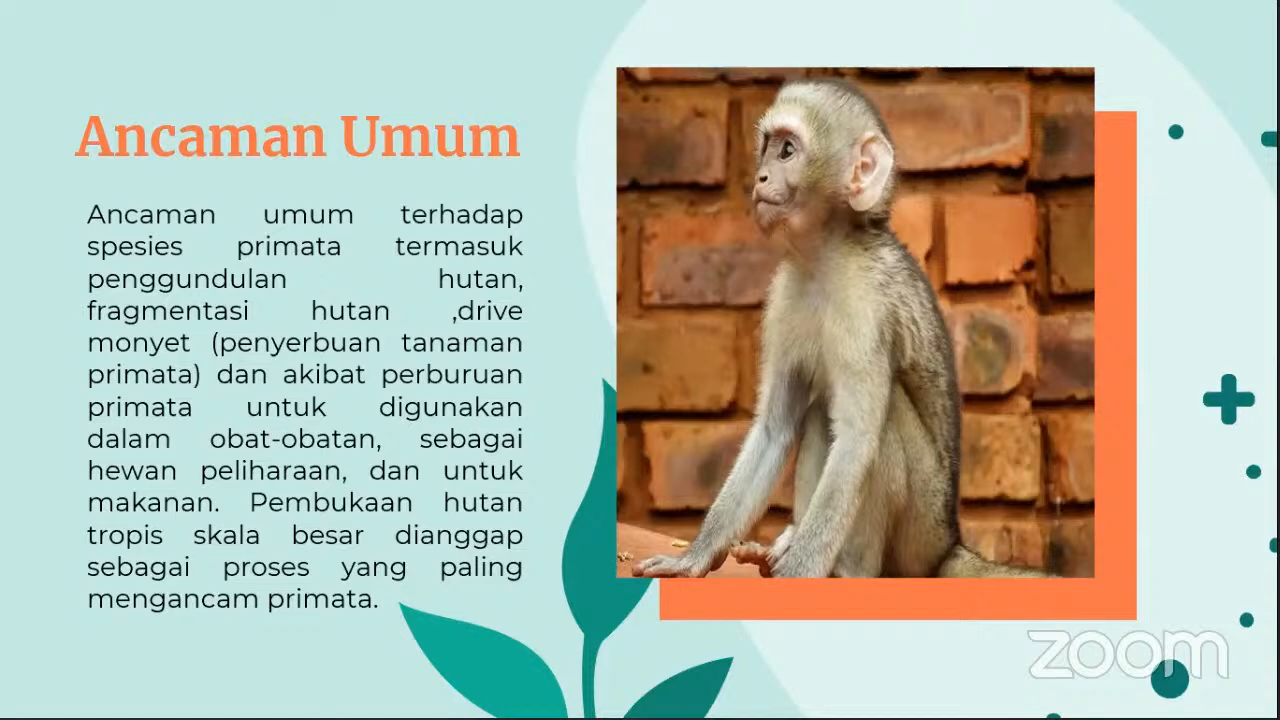 Ancaman Umum
Ancaman umum terhadap
spesies primata termasuk
penggundulan hutan,
fragmentasi hutan ,drive
monyet (penyerbuan tanaman
primata) dan akibat perburuan
primata untuk digunakan
dalam obat-obatan, sebagai
hewan peliharaan, dan untuk
makanan. Pembukaan hutan
tropis skala besar dianggap
sebagai proses yang paling
mengancam primata.
zoom